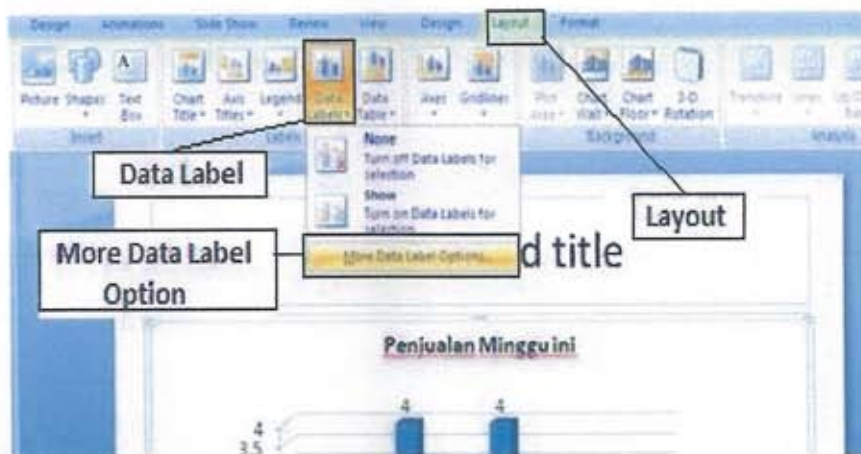 Design Animations Slide Show Review View Design Layout Format
Picture Shapes Text Box Chart Title Axis Titles Legend Data Labels Data Table Axes Gridlines Plot Area Chart Wall Chart Floor 3-D Rotation Trendline Lines
Insert Labels Background Analysis
None
Turn off Data Labels for
selection
Show
Turn on Data Labels for
selection
More Data Label Options...
Data Label
Layout
More Data Label
Option
d title
Penjualan Minggu ini
4 4
4
3.5